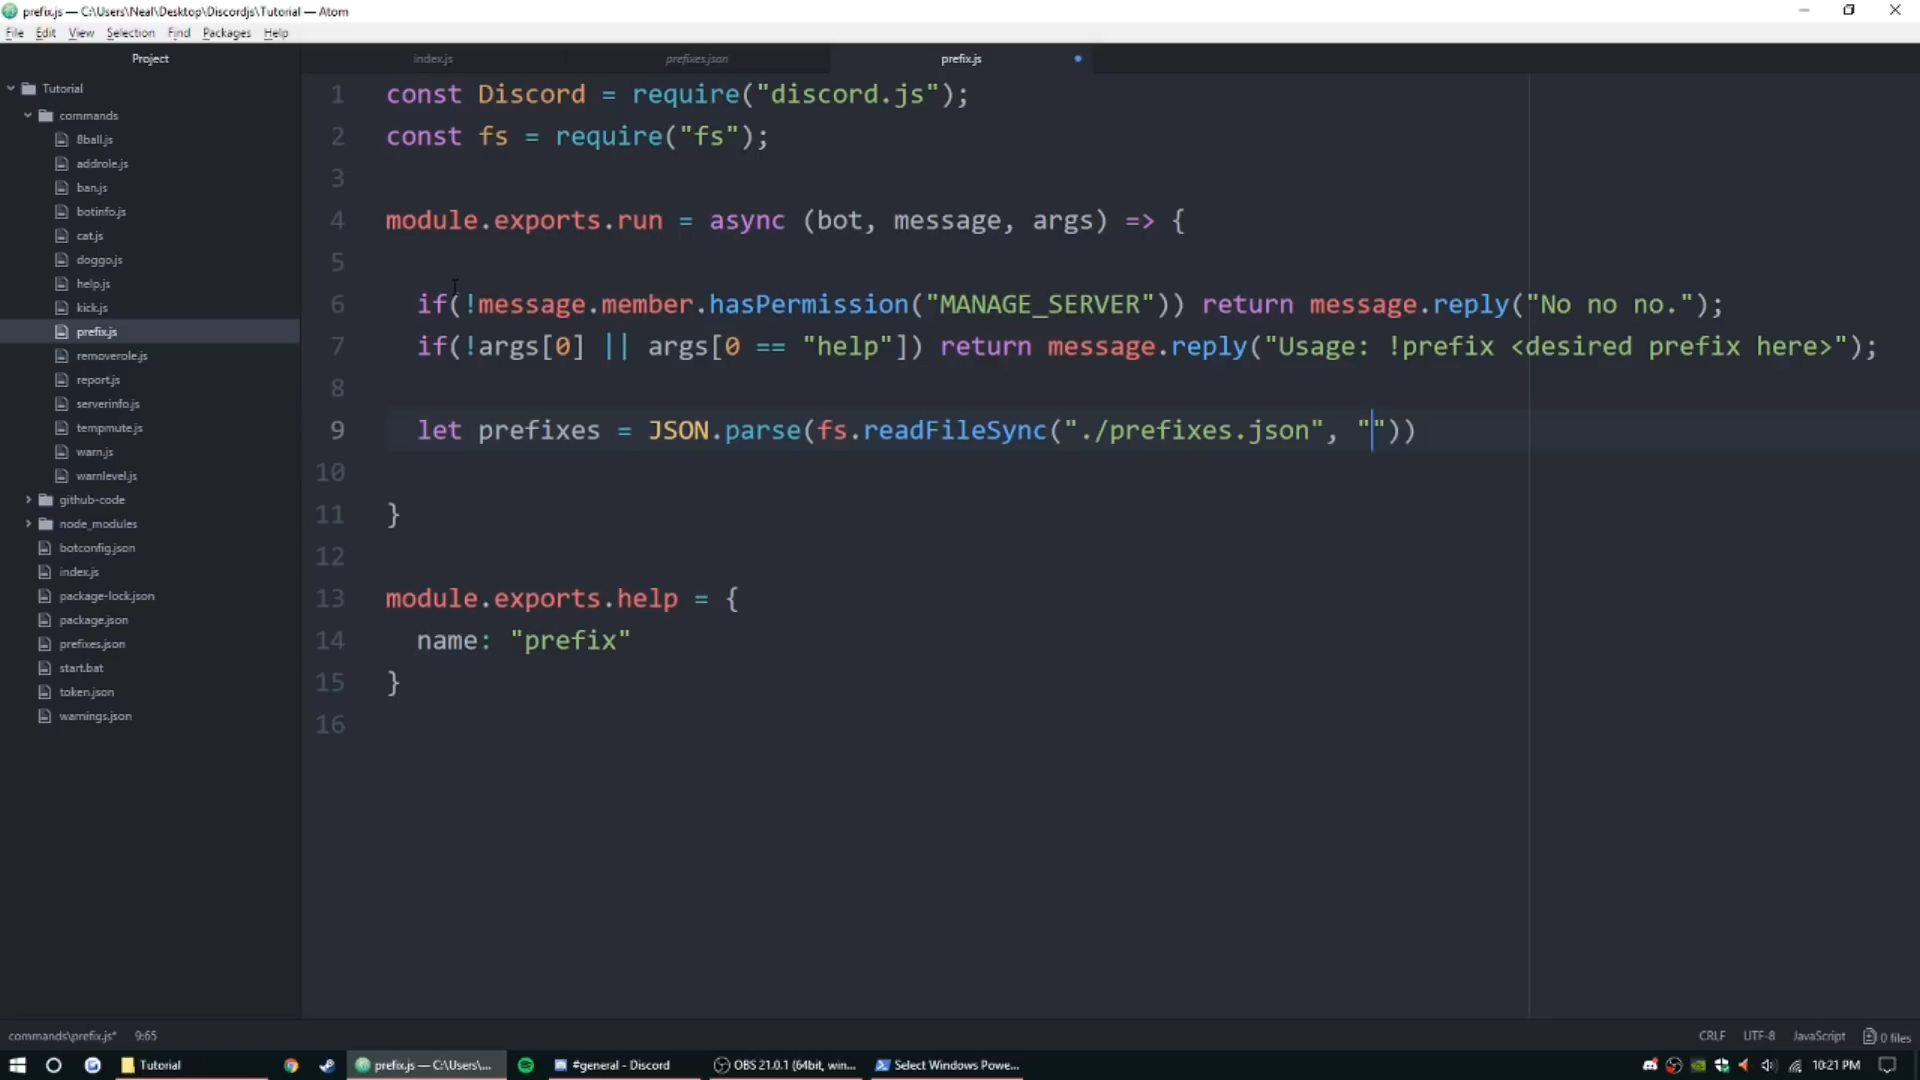 prefix.js — C:\Users\Neal\Desktop\Discordjs\Tutorial — Atom
File Edit View Selection Find Packages Help
Project
index.js
prefixes.json
prefix.js
Tutorial
commands
8ball.js
addrole.js
ban.js
botinfo.js
cat.js
doggo.js
help.js
kick.js
prefix.js
removerole.js
report.js
serverinfo.js
tempmute.js
warn.js
warnlevel.js
github-code
node_modules
botconfig.json
index.js
package-lock.json
package.json
prefixes.json
start.bat
token.json
warnings.json
1 const Discord = require("discord.js");
2 const fs = require("fs");
3
4 module.exports.run = async (bot, message, args) => {
5
6 if(!message.member.hasPermission("MANAGE_SERVER")) return message.reply("No no no.");
7 if(!args[0] || args[0 == "help"]) return message.reply("Usage: !prefix <desired prefix here>");
8
9 let prefixes = JSON.parse(fs.readFileSync("./prefixes.json", ""))
10
11 }
12
13 module.exports.help = {
14 name: "prefix"
15 }
16
commands\prefix.js* 9:65
CRLF UTF-8 JavaScript 0 files
Tutorial
prefix.js — C:\Users\...
#general - Discord
OBS 21.0.1 (64bit, win...
Select Windows Powe...
10:21 PM